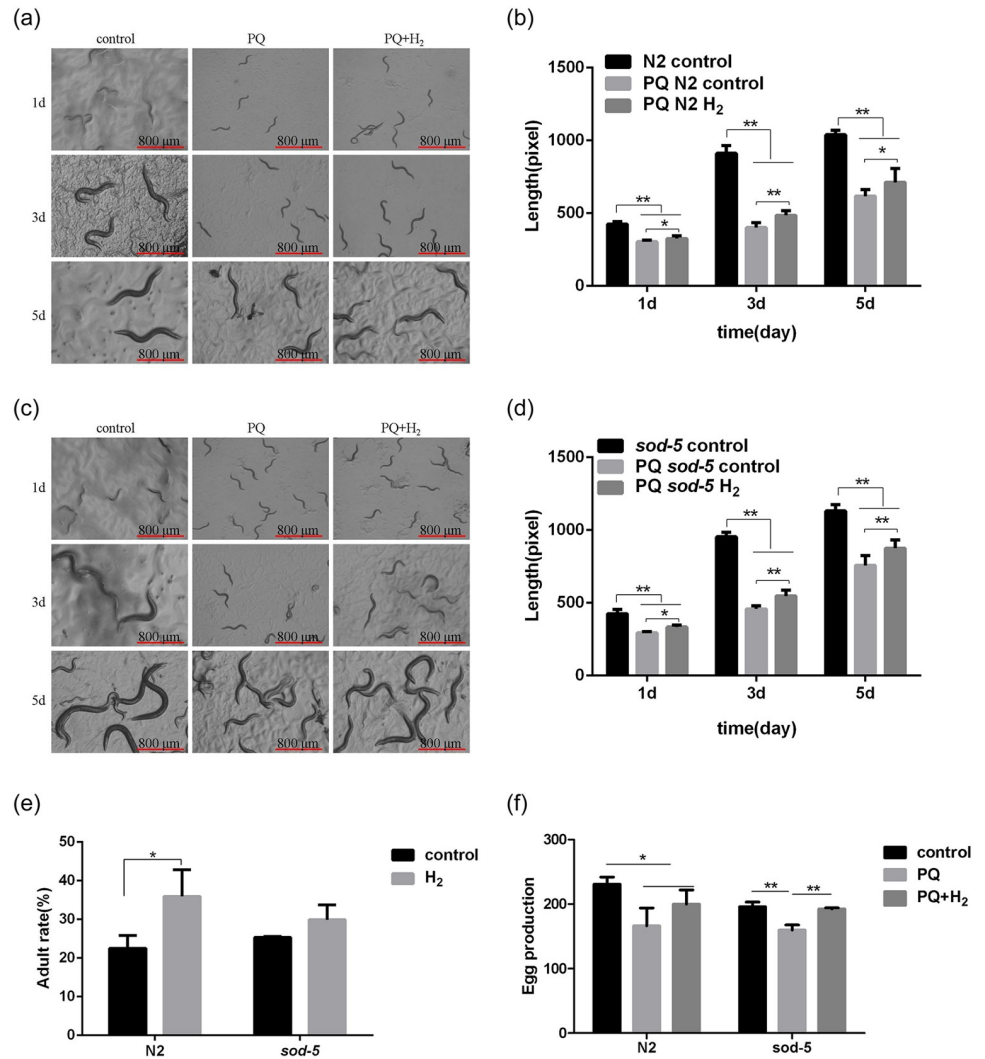 (a)
control PQ PQ+H2
1d
800 μm 800 μm 800 μm
3d
800 μm 800 μm 800 μm
5d
800 μm 800 μm 800 μm
(b)
N2 control
PQ N2 control
PQ N2 H2
Length(pixel)
1500
1000
500
0
** * ** ** ** *
1d 3d 5d
time(day)
(c)
control PQ PQ+H2
1d
800 μm 800 μm 800 μm
3d
800 μm 800 μm 800 μm
5d
800 μm 800 μm 800 μm
(d)
sod-5 control
PQ sod-5 control
PQ sod-5 H2
Length(pixel)
1500
1000
500
0
** * ** ** ** **
1d 3d 5d
time(day)
(e)
control
H2
Adult rate(%)
50
40
30
20
10
0
*
N2 sod-5
(f)
control
PQ
PQ+H2
Egg production
300
200
100
0
* ** **
N2 sod-5